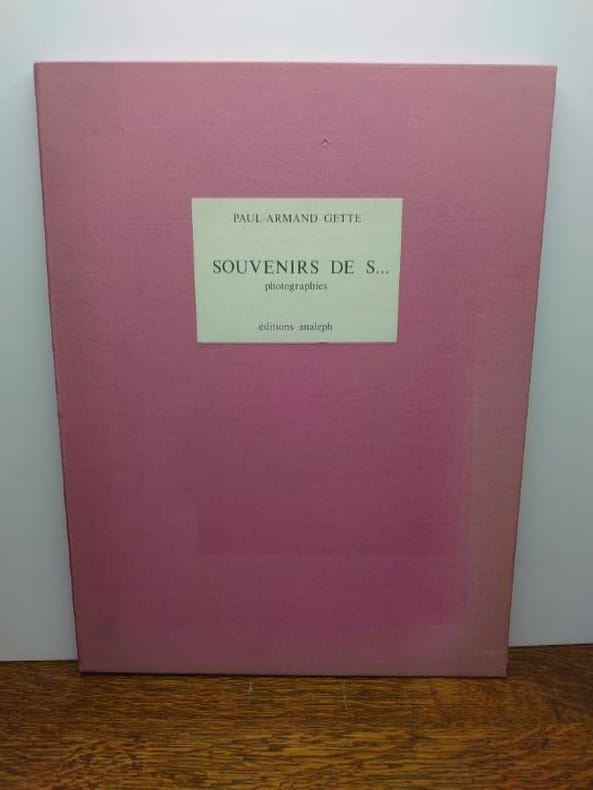 PAUL-ARMAND GETTE
SOUVENIRS DE S...
photographies
éditions analeph